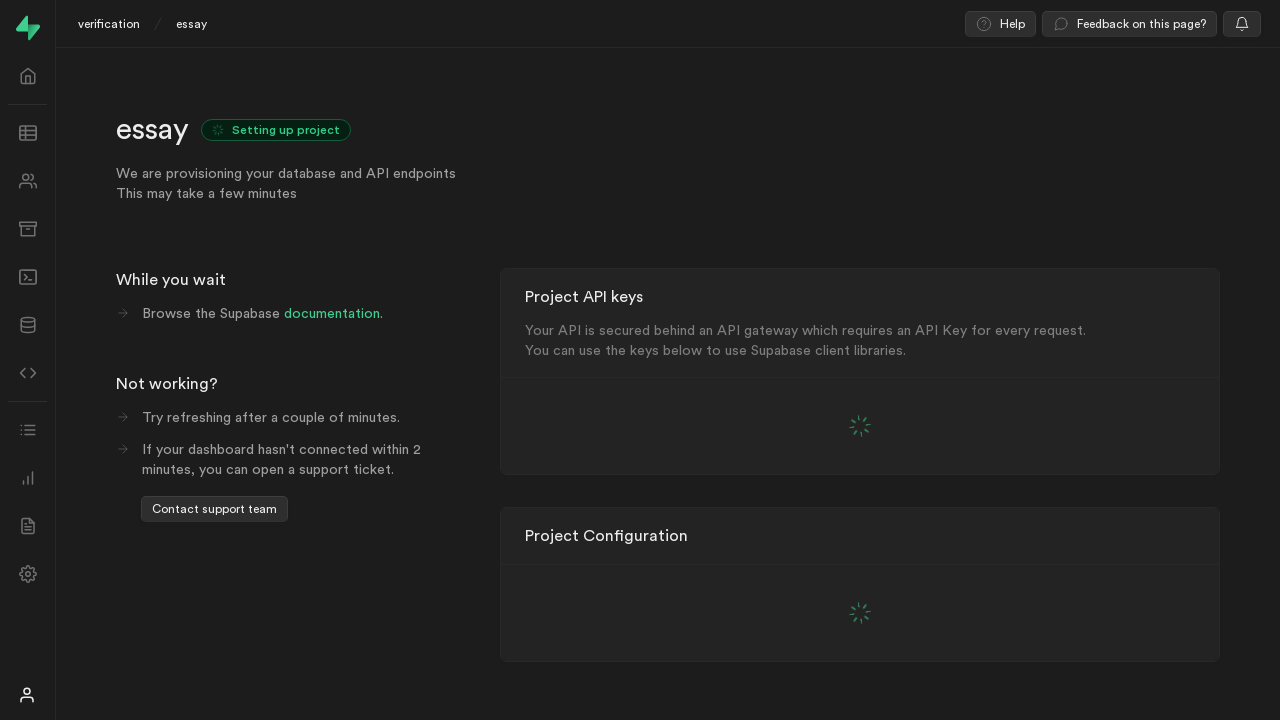 verification / essay
Help
Feedback on this page?
essay
Setting up project
We are provisioning your database and API endpoints
This may take a few minutes
While you wait
Browse the Supabase documentation.
Not working?
Try refreshing after a couple of minutes.
If your dashboard hasn't connected within 2
minutes, you can open a support ticket.
Contact support team
Project API keys
Your API is secured behind an API gateway which requires an API Key for every request.
You can use the keys below to use Supabase client libraries.
Project Configuration